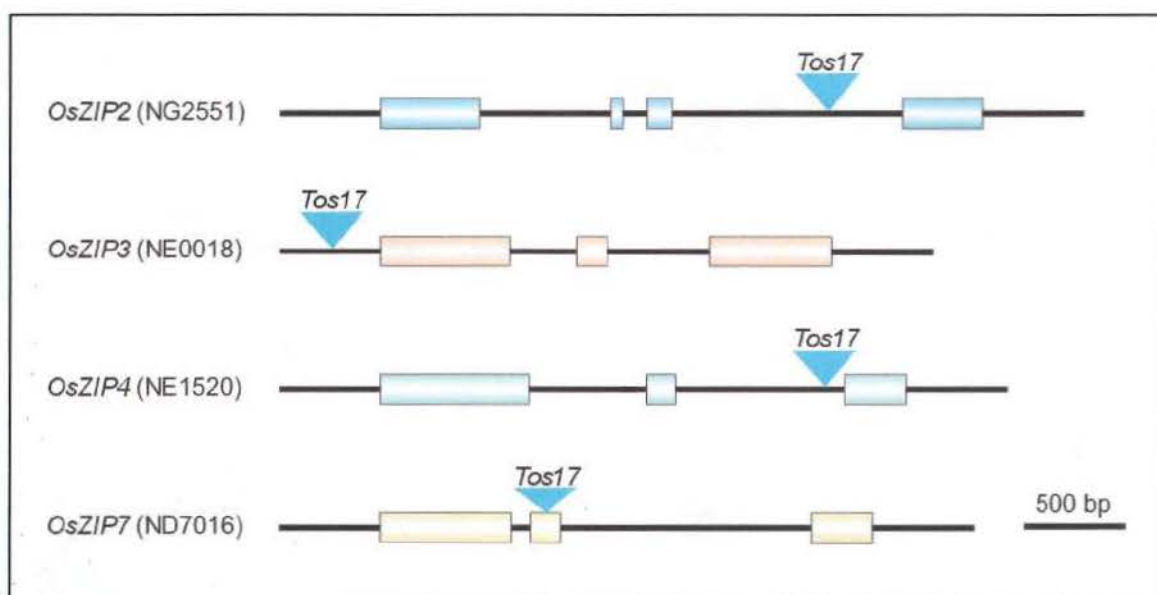 Tos17
OsZIP2 (NG2551)
Tos17
OsZIP3 (NE0018)
Tos17
OsZIP4 (NE1520)
Tos17
OsZIP7 (ND7016)
500 bp